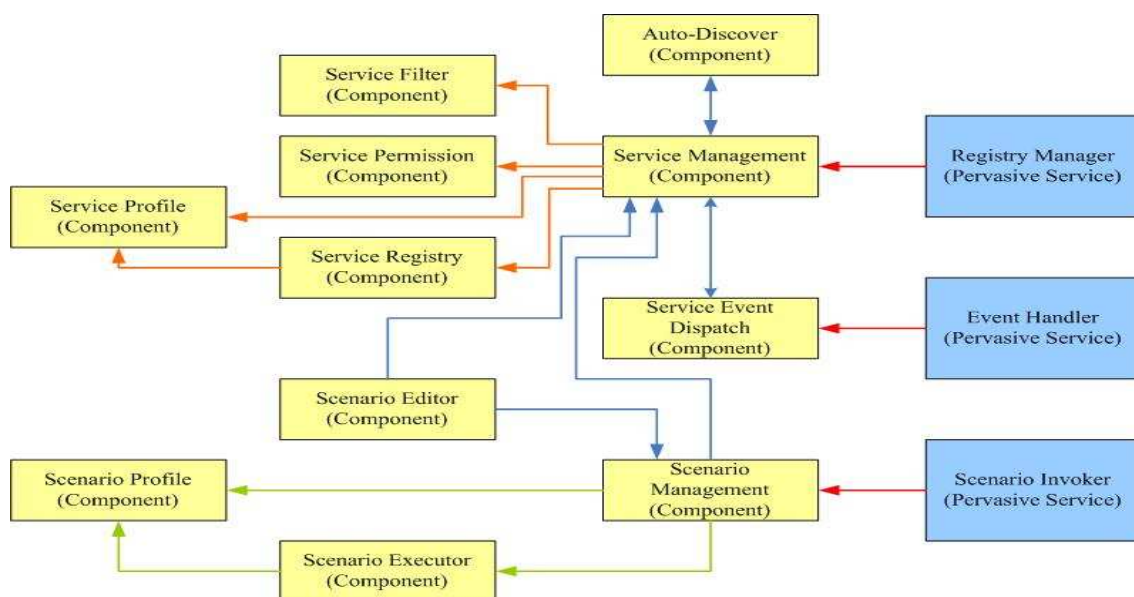 Auto-Discover
(Component)
Service Filter
(Component)
Service Permission
(Component)
Service Management
(Component)
Registry Manager
(Pervasive Service)
Service Profile
(Component)
Service Registry
(Component)
Service Event
Dispatch
(Component)
Event Handler
(Pervasive Service)
Scenario Editor
(Component)
Scenario Profile
(Component)
Scenario
Management
(Component)
Scenario Invoker
(Pervasive Service)
Scenario Executor
(Component)